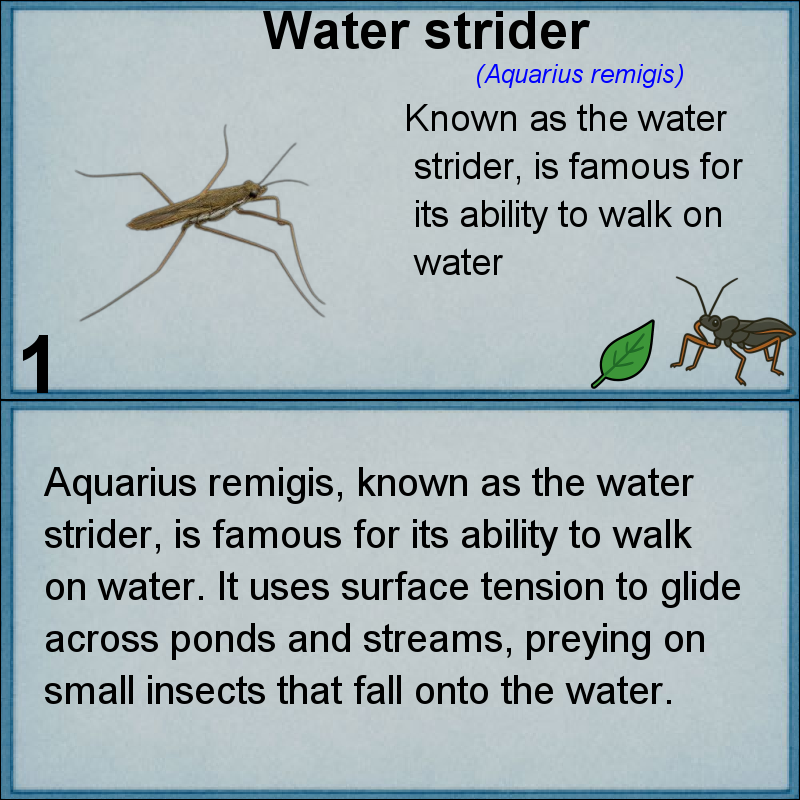 Water strider
(Aquarius remigis)
Known as the water
strider, is famous for
its ability to walk on
water
1
Aquarius remigis, known as the water
strider, is famous for its ability to walk
on water. It uses surface tension to glide
across ponds and streams, preying on
small insects that fall onto the water.